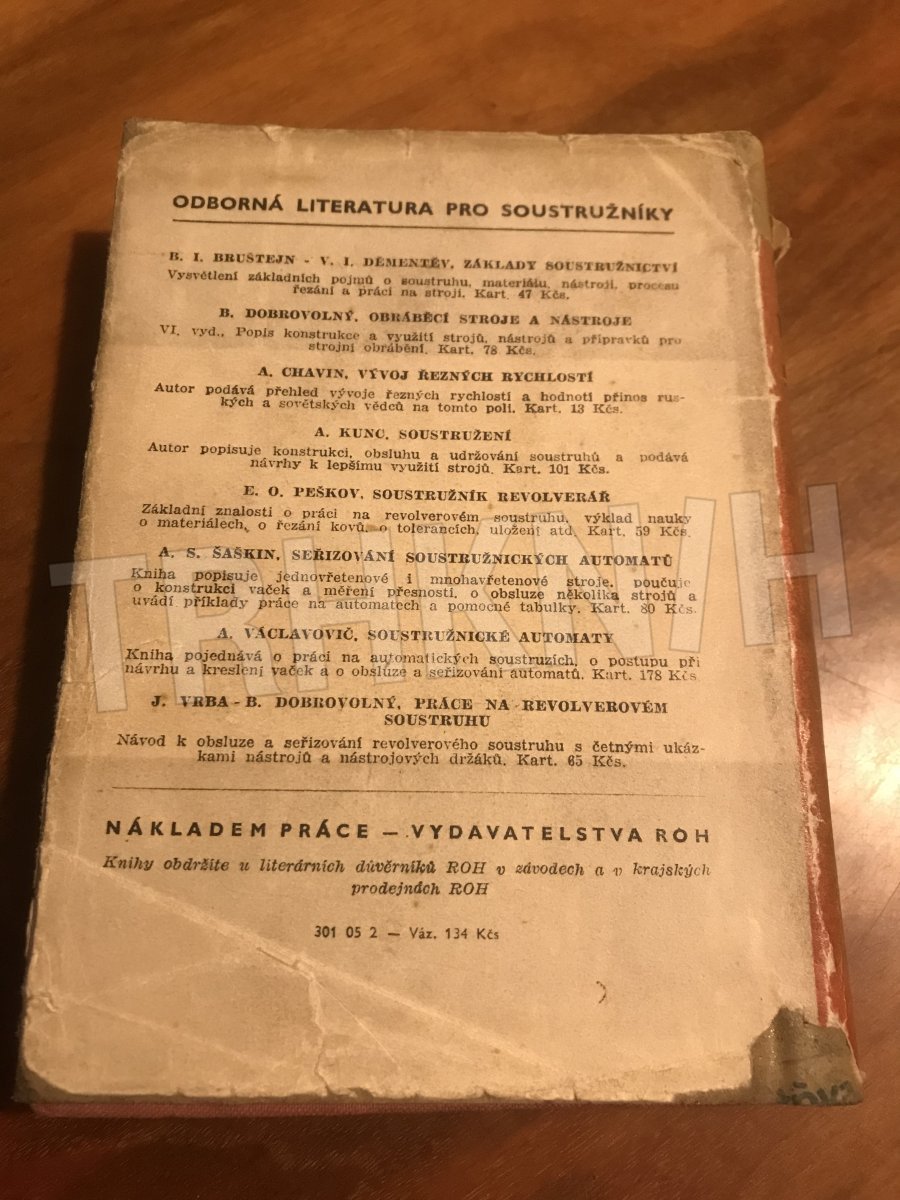 ODBORNÁ LITERATURA PRO SOUSTRUŽNÍKY
B. I. BRUŠTEJN - V. I. DĚMENTĚV, ZÁKLADY SOUSTRUŽNICTVÍ
Vysvětlení základních pojmů o soustruhu, materiálu, nástroji, procesu
řezání a práci na stroji. Kart. 47 Kčs.
B. DOBROVOLNÝ, OBRÁBĚCÍ STROJE A NÁSTROJE
VI. vyd., Popis konstrukce a využití strojů, nástrojů a přípravků pro
strojní obrábění. Kart. 78 Kčs.
A. CHAVIN, VÝVOJ ŘEZNÝCH RYCHLOSTÍ
Autor podává přehled vývoje řezných rychlostí a hodnotí přínos rus-
kých a sovětských vědců na tomto poli. Kart. 13 Kčs.
A. KUNC, SOUSTRUŽENÍ
Autor popisuje konstrukci, obsluhu a udržování soustruhů a podává
návrhy k lepšímu využití strojů. Kart. 101 Kčs.
E. O. PEŠKOV, SOUSTRUŽNÍK REVOLVERÁŘ
Základní znalosti o práci na revolverovém soustruhu, výklad nauky
o materiálech, o řezání kovů, o tolerancích, uložení atd. Kart. 59 Kčs.
A. S. ŠAŠKIN, SEŘIZOVÁNÍ SOUSTRUŽNICKÝCH AUTOMATŮ
Kniha popisuje jednovřetenové i mnohavřetenové stroje, poučuje
o konstrukci vaček a měření přesnosti, o obsluze několika strojů a
uvádí příklady práce na automatech a pomocné tabulky. Kart. 80 Kčs.
A. VÁCLAVOVIČ, SOUSTRUŽNICKÉ AUTOMATY
Kniha pojednává o práci na automatických soustruzích, o postupu při
návrhu a kreslení vaček a o obsluze a seřizování automatů. Kart. 178 Kčs
J. VRBA - B. DOBROVOLNÝ, PRÁCE NA REVOLVEROVÉM
SOUSTRUHU
Návod k obsluze a seřizování revolverového soustruhu s četnými ukáz-
kami nástrojů a nástrojových držáků. Kart. 65 Kčs.
NÁKLADEM PRÁCE — VYDAVATELSTVA ROH
Knihy obdržíte u literárních důvěrníků ROH v závodech a v krajských
prodejnách ROH
301 05 2 — Váz. 134 Kčs
TRHKNIH